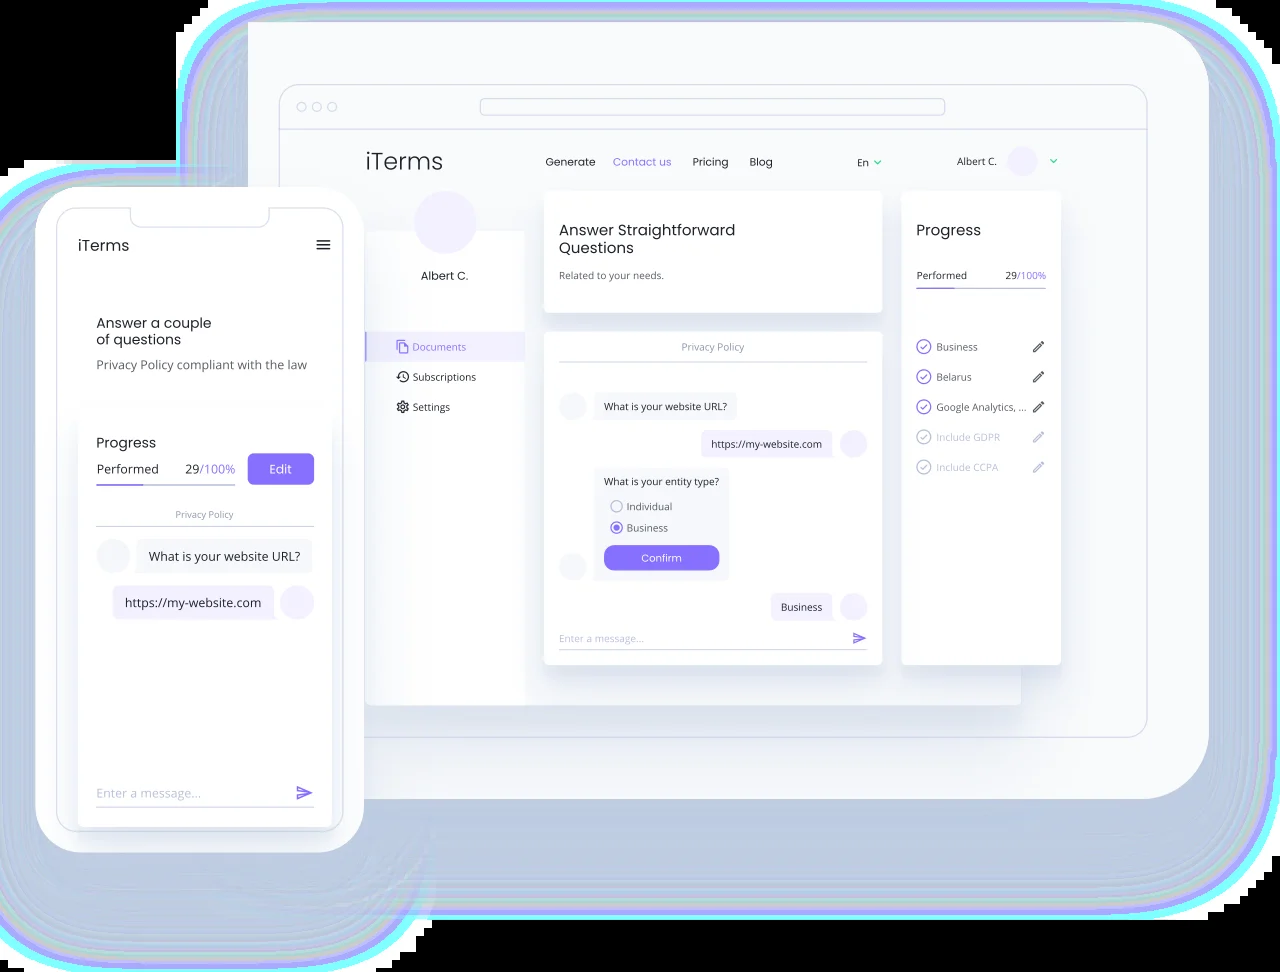 iTerms
Generate
Contact us
Pricing
Blog
En
Albert C.
Albert C.
Documents
Subscriptions
Settings
Answer Straightforward
Questions
Related to your needs.
Privacy Policy
What is your website URL?
https://my-website.com
What is your entity type?
Individual
Business
Confirm
Business
Enter a message...
Progress
Performed 29/100%
Business
Belarus
Google Analytics, ...
Include GDPR
Include CCPA
iTerms
Answer a couple
of questions
Privacy Policy compliant with the law
Progress
Performed 29/100%
Edit
Privacy Policy
What is your website URL?
https://my-website.com
Enter a message...